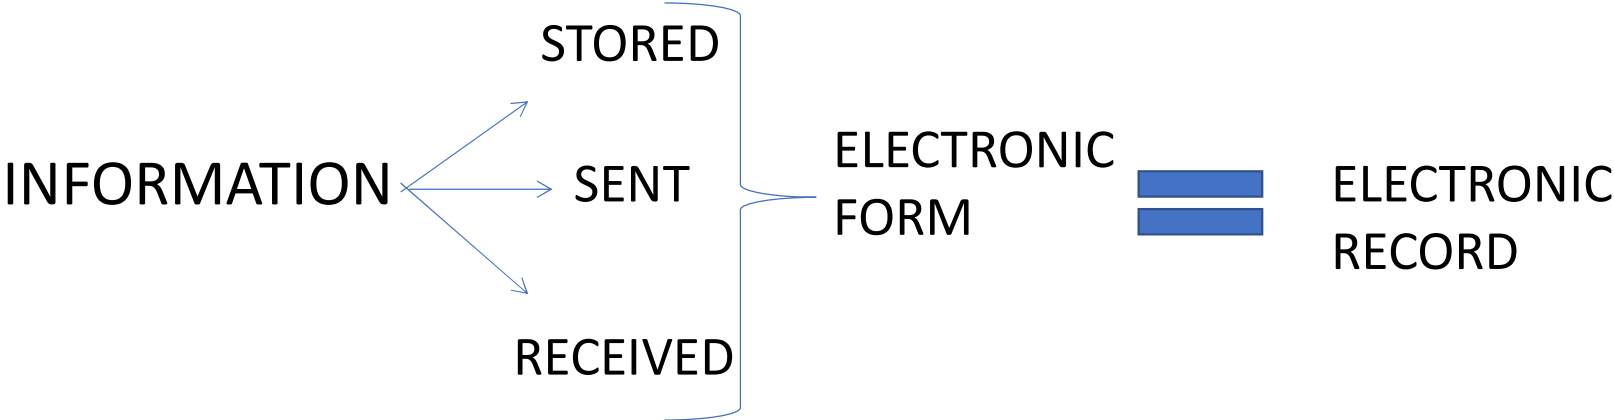 INFORMATION
STORED
SENT
RECEIVED
ELECTRONIC
FORM
ELECTRONIC
RECORD